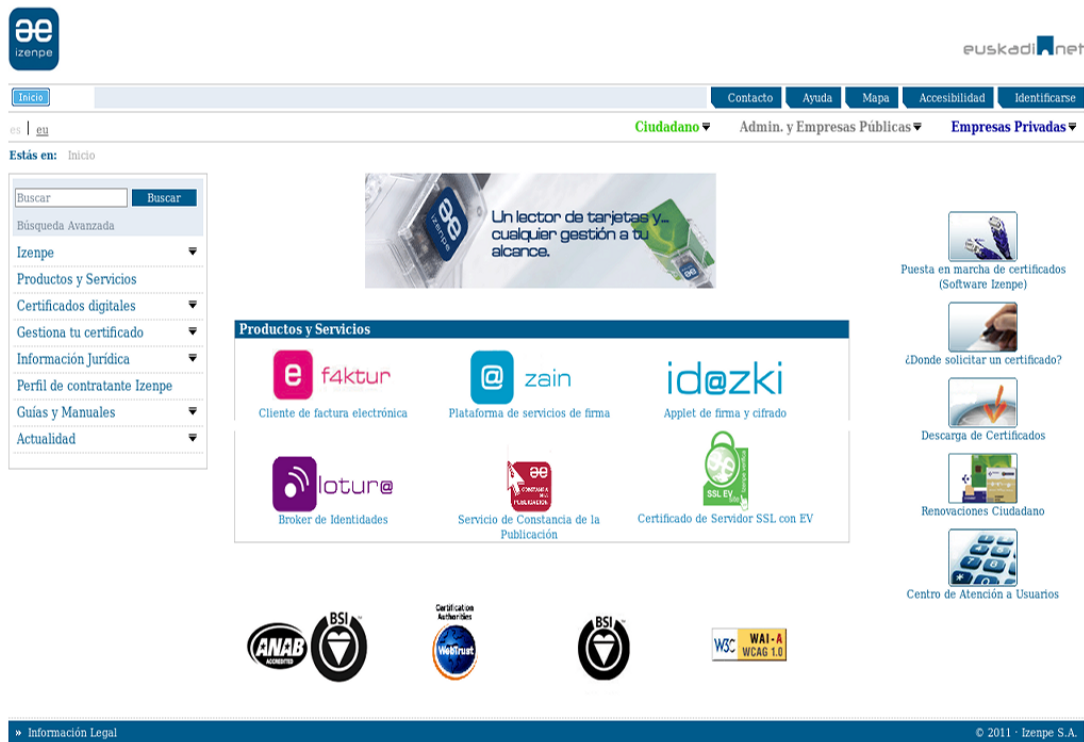 izenpe
euskadi net
Inicio
Contacto
Ayuda
Mapa
Accesibilidad
Identificarse
es | eu
Ciudadano
Admin. y Empresas Públicas
Empresas Privadas
Estás en: Inicio
Buscar
Buscar
Búsqueda Avanzada
Izenpe
Productos y Servicios
Certificados digitales
Gestiona tu certificado
Información Jurídica
Perfil de contratante Izenpe
Guías y Manuales
Actualidad
izenpe
Un lector de tarjetas y...
cualquier gestión a tu
alcance.
Productos y Servicios
e f4ktur
@ zain
id@zki
Cliente de factura electrónica
Plataforma de servicios de firma
Applet de firma y cifrado
lotur@
CONSTANCIA
DE LA
PUBLICACIÓN
SSL EV
Broker de Identidades
Servicio de Constancia de la
Publicación
Certificado de Servidor SSL con EV
Puesta en marcha de certificados
(Software Izenpe)
¿Donde solicitar un certificado?
Descarga de Certificados
Renovaciones Ciudadano
Centro de Atención a Usuarios
ANAB
ACCREDITED
BSI
Certification
Authorities
WebTrust
BSI
W3C WAI-A
WCAG 1.0
» Información Legal
© 2011 · Izenpe S.A.